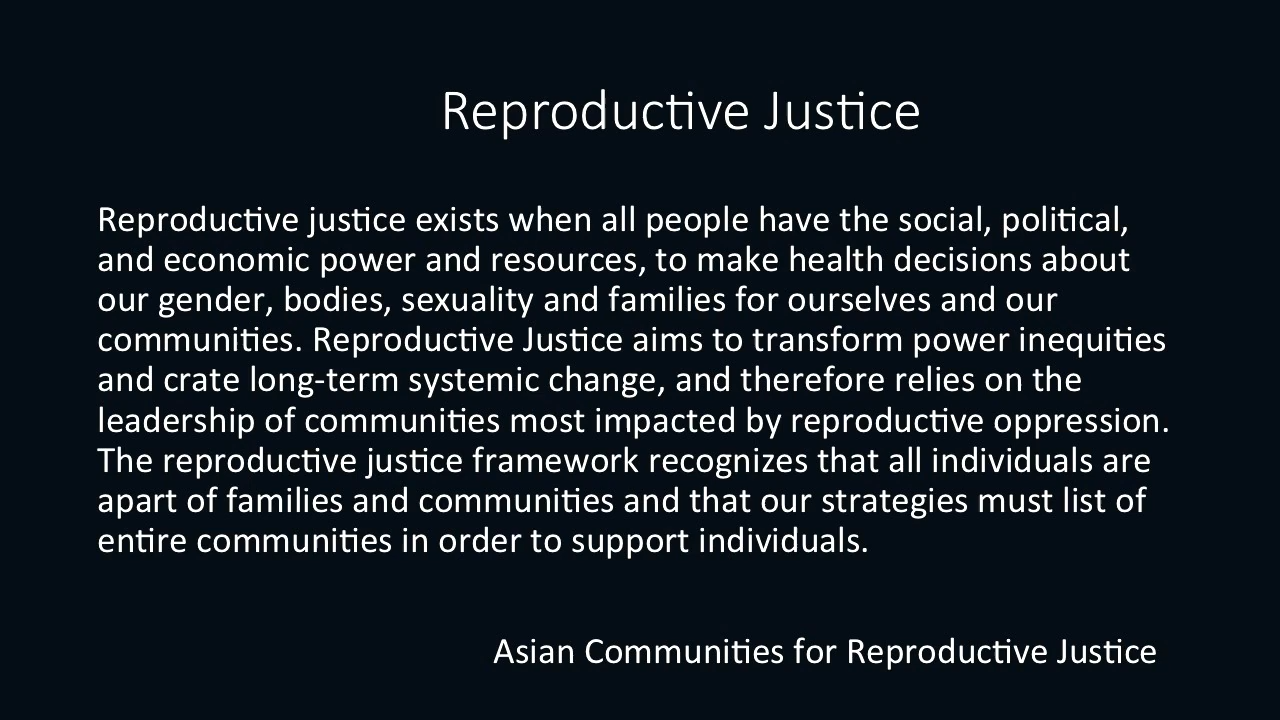 Reproductive Justice
Reproductive justice exists when all people have the social, political,
and economic power and resources, to make health decisions about
our gender, bodies, sexuality and families for ourselves and our
communities. Reproductive Justice aims to transform power inequities
and crate long-term systemic change, and therefore relies on the
leadership of communities most impacted by reproductive oppression.
The reproductive justice framework recognizes that all individuals are
apart of families and communities and that our strategies must list of
entire communities in order to support individuals.
Asian Communities for Reproductive Justice